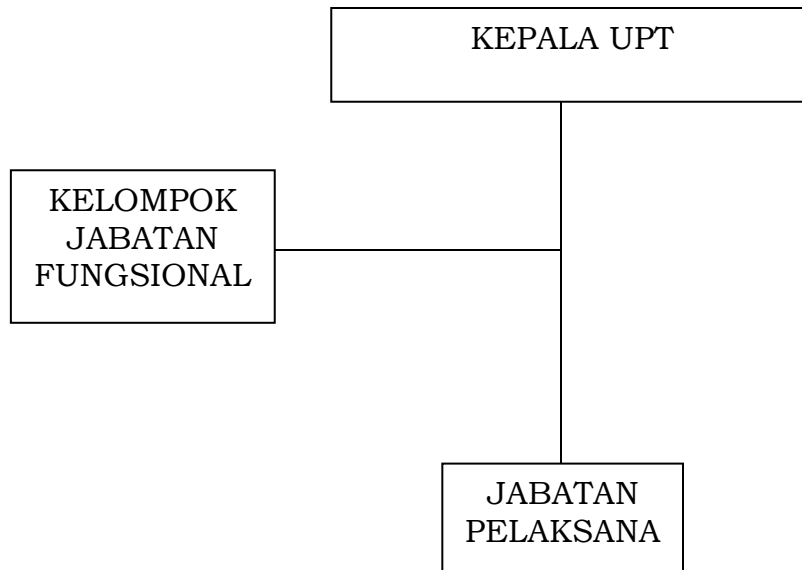 KEPALA UPT
KELOMPOK
JABATAN
FUNGSIONAL
JABATAN
PELAKSANA